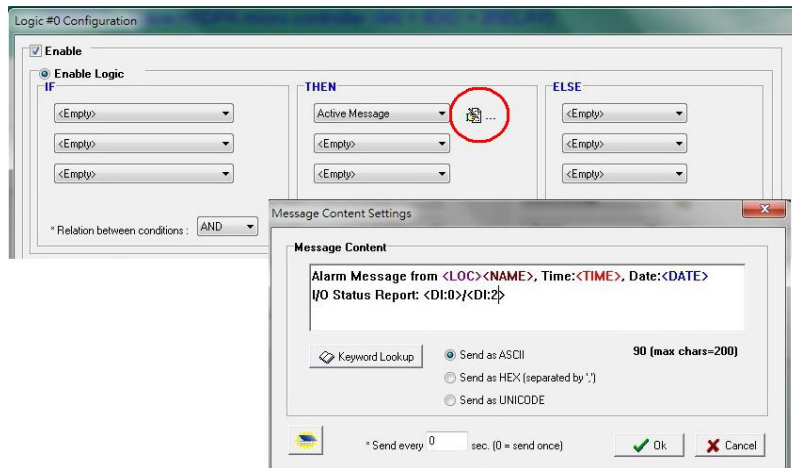 Logic #0 Configuration
Enable
Enable Logic
IF
THEN
ELSE
<Empty>
Active Message
...
<Empty>
<Empty>
<Empty>
<Empty>
<Empty>
<Empty>
<Empty>
* Relation between conditions :
AND
Message Content Settings
Message Content
Alarm Message from <LOC><NAME>, Time:<TIME>, Date:<DATE>
I/O Status Report: <DI:0>/<DI:2>
Keyword Lookup
Send as ASCII
90 (max chars=200)
Send as HEX (separated by ',')
Send as UNICODE
* Send every
0
sec. (0 = send once)
Ok
Cancel